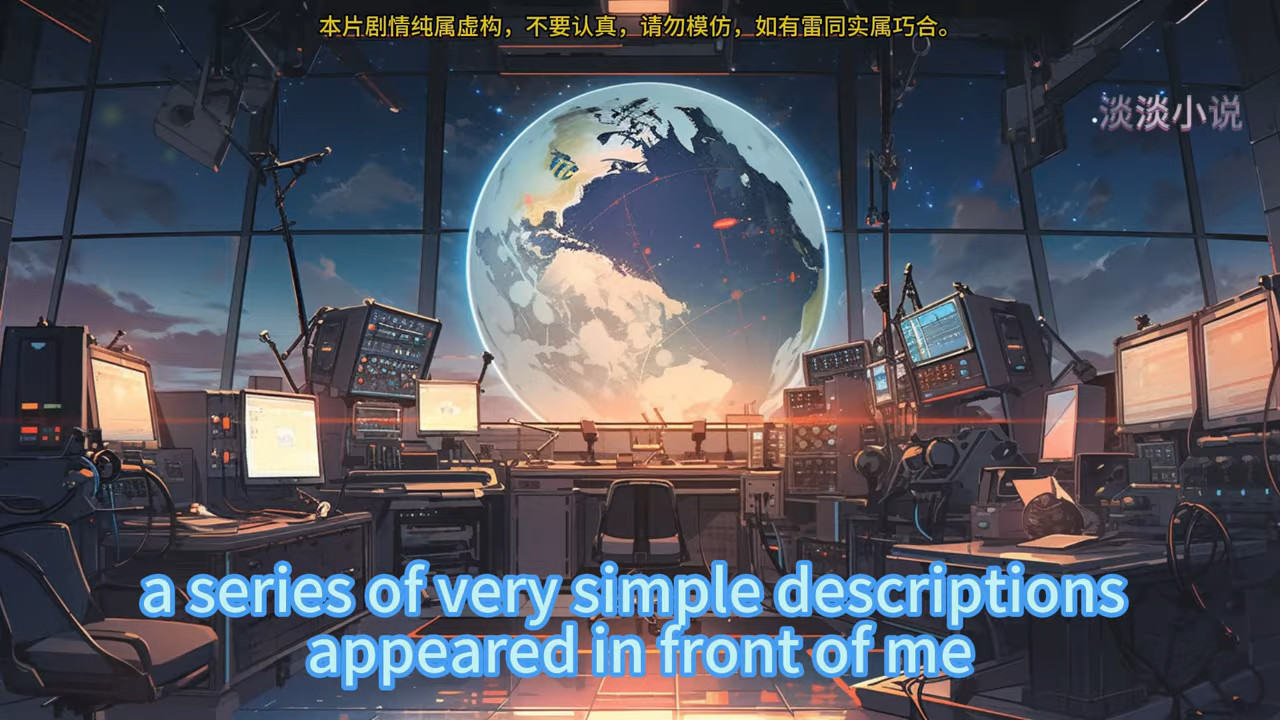 本片剧情纯属虚构，不要认真，请勿模仿，如有雷同实属巧合。
淡淡小说
a series of very simple descriptions
appeared in front of me